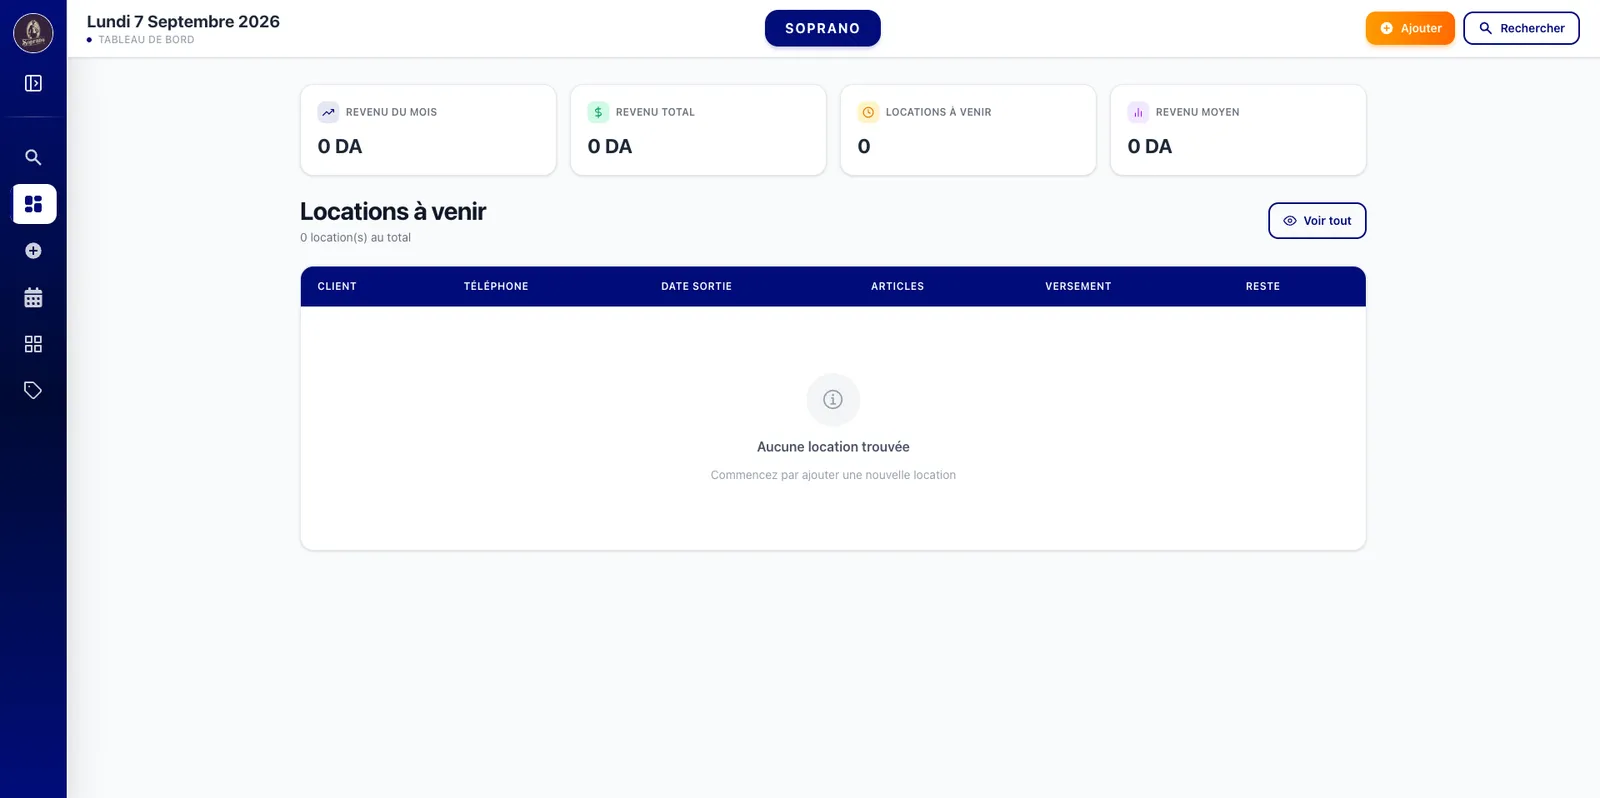 Lundi 7 Septembre 2026
TABLEAU DE BORD
SOPRANO
Ajouter
Rechercher
REVENU DU MOIS
0 DA
REVENU TOTAL
0 DA
LOCATIONS À VENIR
0
REVENU MOYEN
0 DA
Locations à venir
0 location(s) au total
Voir tout
CLIENT TÉLÉPHONE DATE SORTIE ARTICLES VERSEMENT RESTE
Aucune location trouvée
Commencez par ajouter une nouvelle location